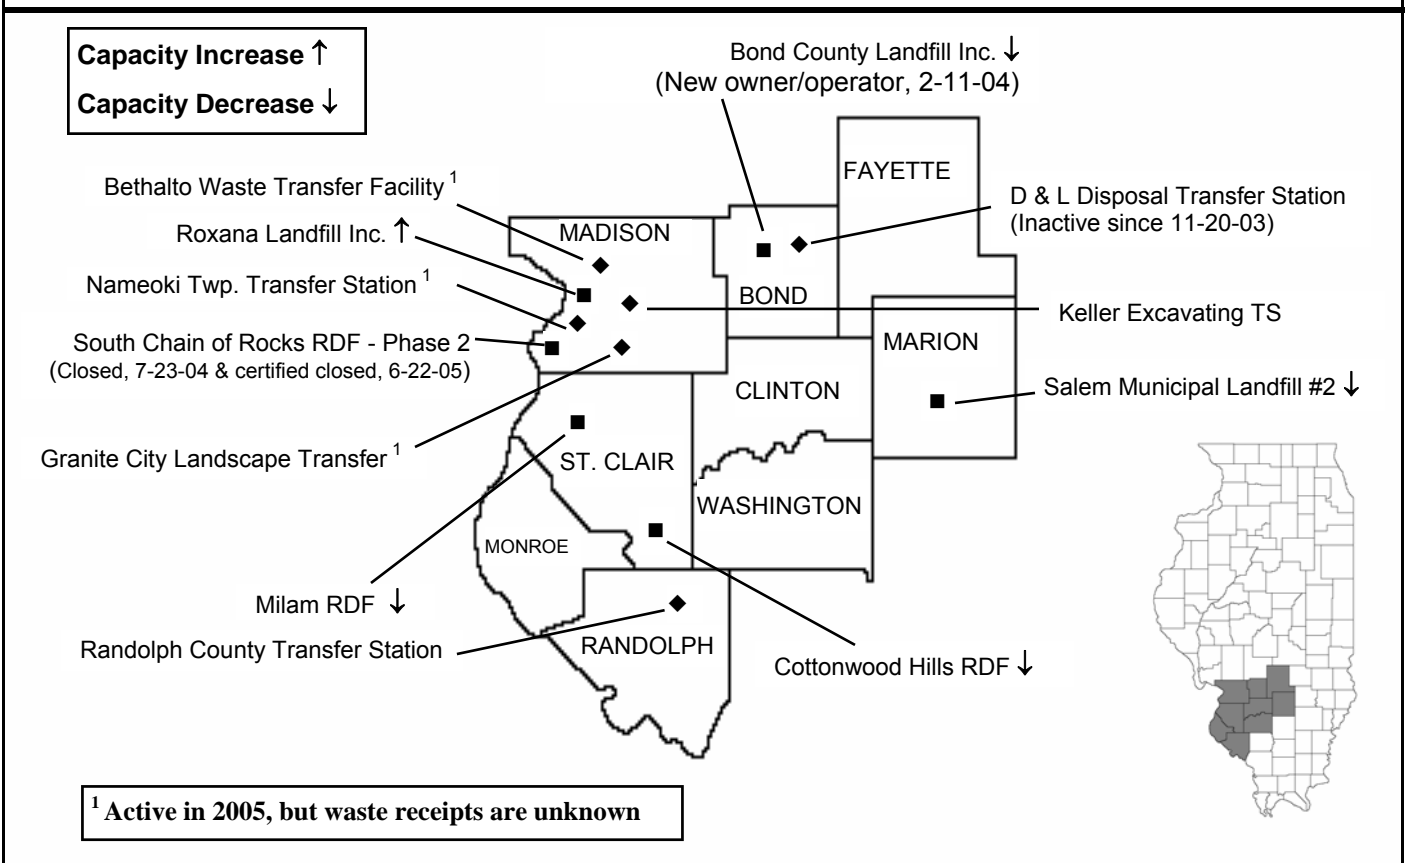 Capacity Increase ↑
Capacity Decrease ↓
Bond County Landfill Inc. ↓
(New owner/operator, 2-11-04)
FAYETTE
Bethalto Waste Transfer Facility 1
D & L Disposal Transfer Station
(Inactive since 11-20-03)
Roxana Landfill Inc. ↑
MADISON
Nameoki Twp. Transfer Station 1
BOND
Keller Excavating TS
South Chain of Rocks RDF - Phase 2
(Closed, 7-23-04 & certified closed, 6-22-05)
MARION
CLINTON
Salem Municipal Landfill #2 ↓
Granite City Landscape Transfer 1
ST. CLAIR
WASHINGTON
MONROE
Milam RDF ↓
Randolph County Transfer Station
RANDOLPH
Cottonwood Hills RDF ↓
1 Active in 2005, but waste receipts are unknown